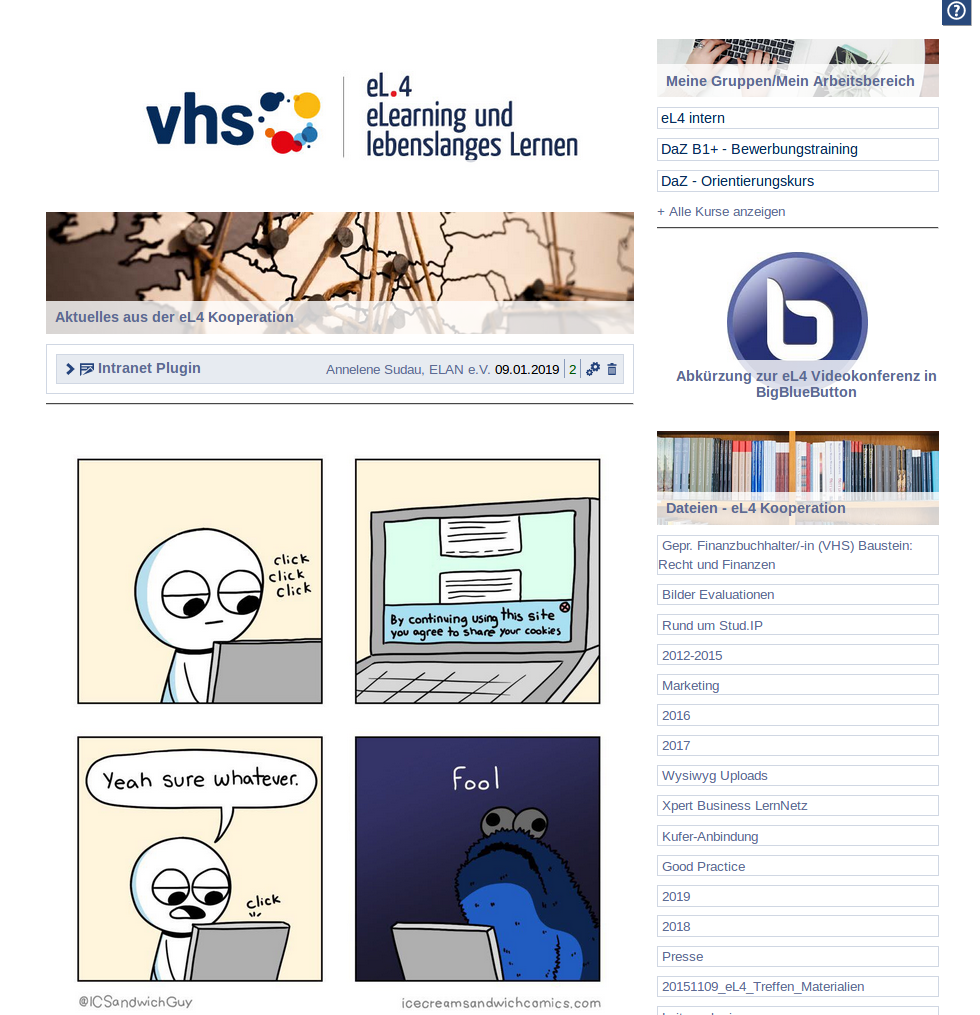 vhs
eL.4
eLearning und
lebenslanges Lernen
Aktuelles aus der eL4 Kooperation
Intranet Plugin Annelene Sudau, ELAN e.V. 09.01.2019 2
click
click
click
By continuing using this site
you agree to share your cookies
Yeah sure whatever.
click
Fool
@ICSandwichGuy
icecreamsandwichcomics.com
Meine Gruppen/Mein Arbeitsbereich
eL4 intern
DaZ B1+ - Bewerbungstraining
DaZ - Orientierungskurs
+ Alle Kurse anzeigen
b
Abkürzung zur eL4 Videokonferenz in
BigBlueButton
Dateien - eL4 Kooperation
Gepr. Finanzbuchhalter/-in (VHS) Baustein:
Recht und Finanzen
Bilder Evaluationen
Rund um Stud.IP
2012-2015
Marketing
2016
2017
Wysiwyg Uploads
Xpert Business LernNetz
Kufer-Anbindung
Good Practice
2019
2018
Presse
20151109_eL4_Treffen_Materialien